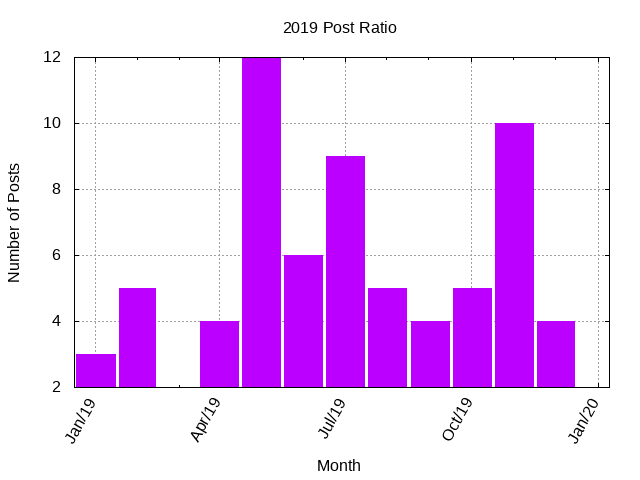 2019 Post Ratio
12
10
8
6
4
2
Number of Posts
Jan/19
Apr/19
Jul/19
Oct/19
Jan/20
Month